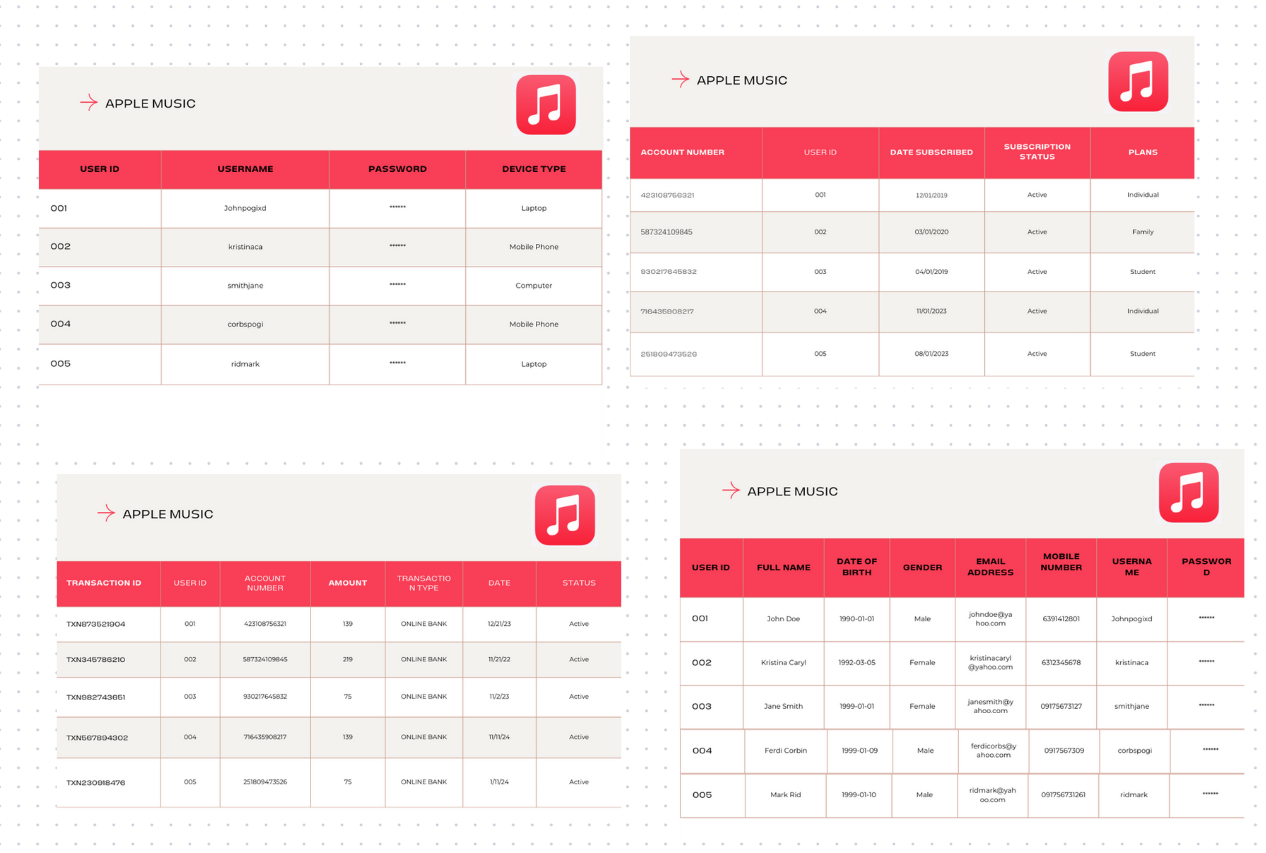 APPLE MUSIC
USER ID USERNAME PASSWORD DEVICE TYPE
001 Johnpogixd ****** Laptop
002 kristinaca ****** Mobile Phone
003 smithjane ****** Computer
004 corbspogi ****** Mobile Phone
005 ridmark ****** Laptop
APPLE MUSIC
ACCOUNT NUMBER USER ID DATE SUBSCRIBED SUBSCRIPTION STATUS PLANS
423108756321 001 12/01/2019 Active Individual
587324109845 002 03/01/2020 Active Family
930217645832 003 04/01/2019 Active Student
716435908217 004 11/01/2023 Active Individual
251809473526 005 08/01/2023 Active Student
APPLE MUSIC
TRANSACTION ID USER ID ACCOUNT NUMBER AMOUNT TRANSACTIO N TYPE DATE STATUS
TXN873521904 001 423108756321 139 ONLINE BANK 12/21/23 Active
TXN345786210 002 587324109845 219 ONLINE BANK 11/21/22 Active
TXN982743651 003 930217645832 75 ONLINE BANK 11/2/23 Active
TXN567894302 004 716435908217 139 ONLINE BANK 11/11/24 Active
TXN230918476 005 251809473526 75 ONLINE BANK 1/11/24 Active
APPLE MUSIC
USER ID FULL NAME DATE OF BIRTH GENDER EMAIL ADDRESS MOBILE NUMBER USERNA ME PASSWOR D
001 John Doe 1990-01-01 Male johndoe@ya hoo.com 6391412801 Johnpogixd ******
002 Kristina Caryl 1992-03-05 Female kristinacaryl @yahoo.com 6312345678 kristinaca ******
003 Jane Smith 1999-01-01 Female janesmith@y ahoo.com 09175673127 smithjane ******
004 Ferdi Corbin 1999-01-09 Male ferdicorbs@y ahoo.com 0917567309 corbspogi ******
005 Mark Rid 1999-01-10 Male ridmark@yah oo.com 091756731261 ridmark ******